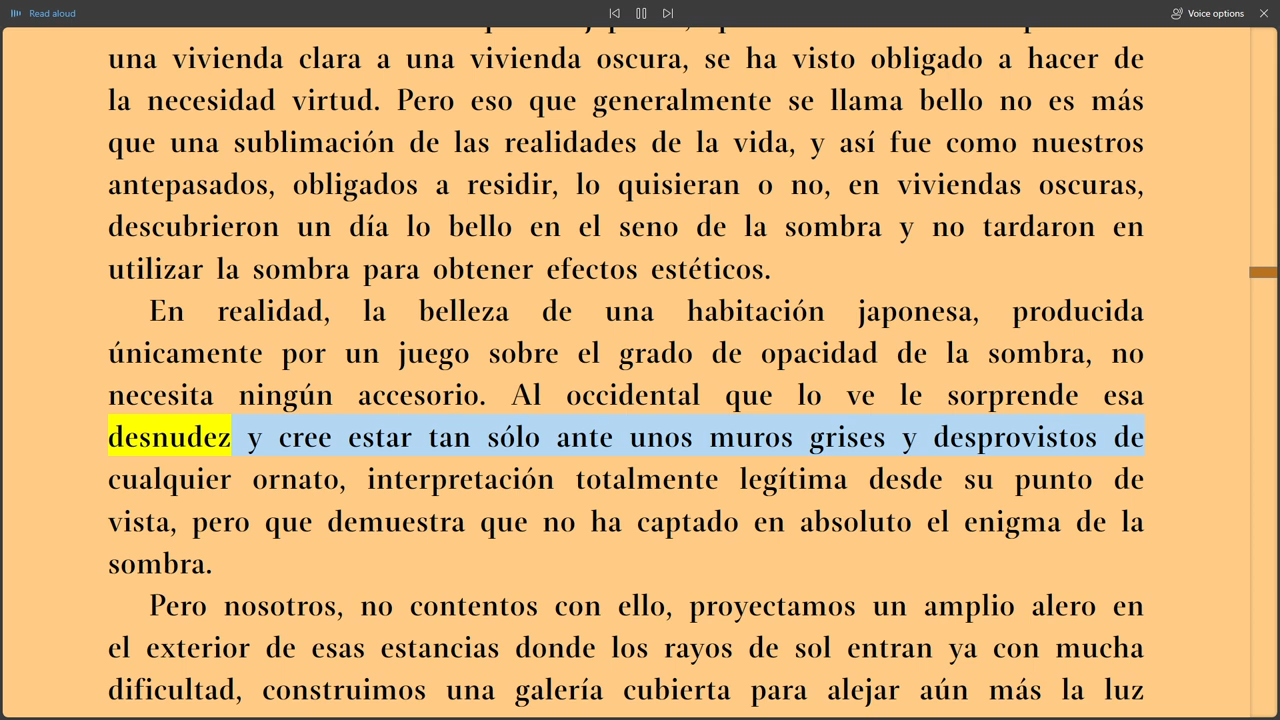 Read aloud
Voice options
una vivienda clara a una vivienda oscura, se ha visto obligado a hacer de
la necesidad virtud. Pero eso que generalmente se llama bello no es más
que una sublimación de las realidades de la vida, y así fue como nuestros
antepasados, obligados a residir, lo quisieran o no, en viviendas oscuras,
descubrieron un día lo bello en el seno de la sombra y no tardaron en
utilizar la sombra para obtener efectos estéticos.
En realidad, la belleza de una habitación japonesa, producida
únicamente por un juego sobre el grado de opacidad de la sombra, no
necesita ningún accesorio. Al occidental que lo ve le sorprende esa
desnudez y cree estar tan sólo ante unos muros grises y desprovistos de
cualquier ornato, interpretación totalmente legítima desde su punto de
vista, pero que demuestra que no ha captado en absoluto el enigma de la
sombra.
Pero nosotros, no contentos con ello, proyectamos un amplio alero en
el exterior de esas estancias donde los rayos de sol entran ya con mucha
dificultad, construimos una galería cubierta para alejar aún más la luz